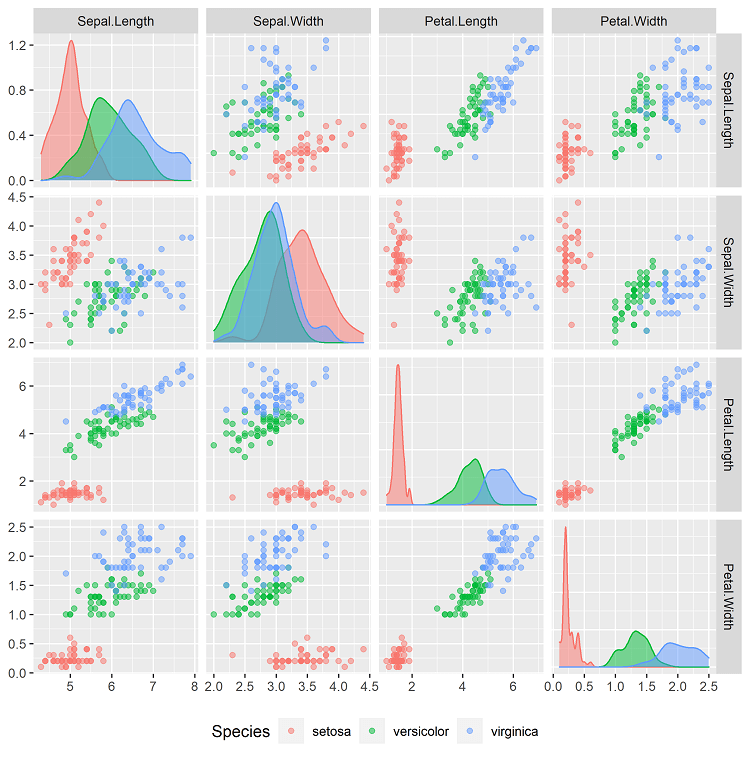 Sepal.Length Sepal.Width Petal.Length Petal.Width
1.2
0.8
0.4
0.0
Sepal.Length
4.5
4.0
3.5
3.0
2.5
2.0
Sepal.Width
6
4
2
Petal.Length
2.5
2.0
1.5
1.0
0.5
0.0
Petal.Width
5 6 7 8 2.0 2.5 3.0 3.5 4.0 4.5 2 4 6 0.0 0.5 1.0 1.5 2.0 2.5
Species setosa versicolor virginica